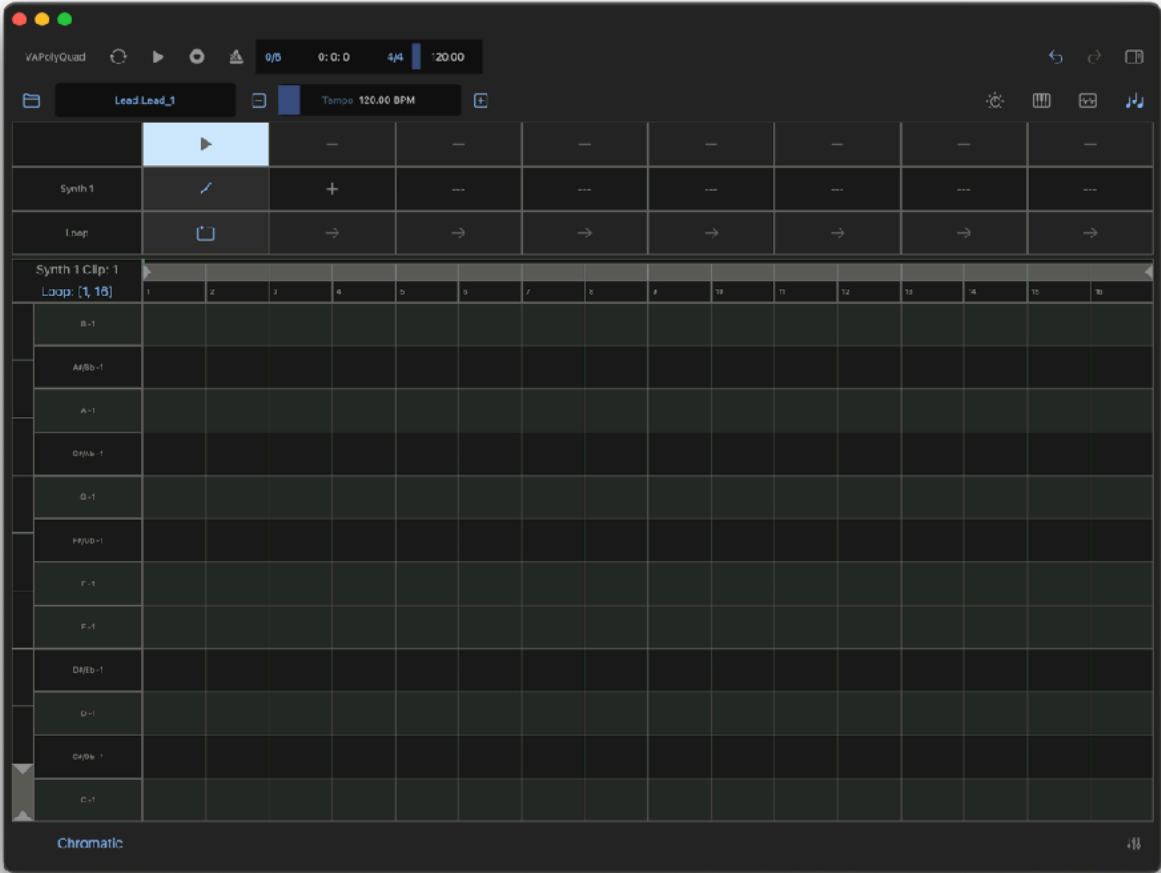 VAPolyQuad 0: 0: 0 4/4 120.00
Lead.Lead_1 Tempo 120.00 BPM
Synth 1
Loop
Synth 1 Clip: 1
Loop: [1, 16]
1 2 3 4 5 6 7 8 9 10 11 12 13 14 15 16
B -1
A#/Bb -1
A -1
G#/Ab -1
G -1
F#/Gb -1
F -1
E -1
D#/Eb -1
D -1
C#/Db -1
C -1
Chromatic